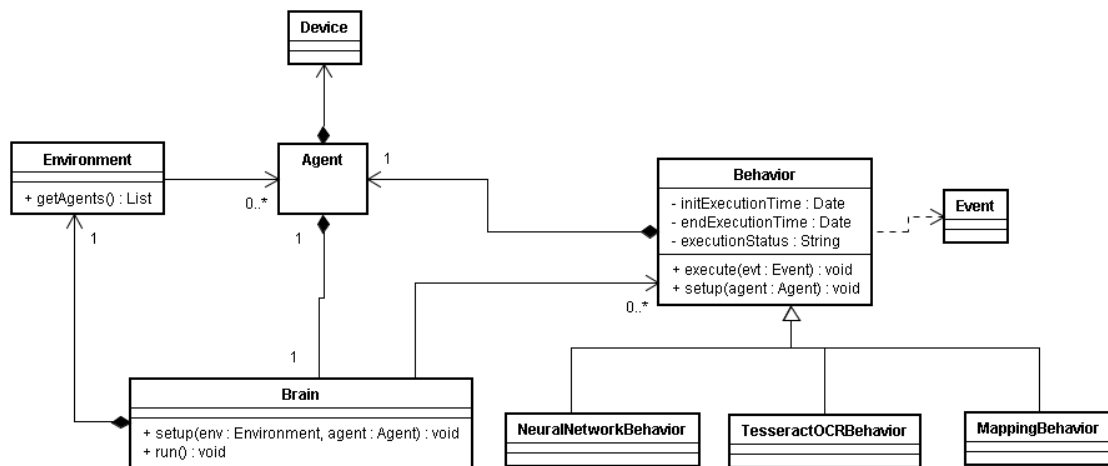 Device
Environment
+ getAgents() : List
Agent
1
0..*
1
1
1
Behavior
- initExecutionTime : Date
- endExecutionTime : Date
- executionStatus : String
+ execute(evt : Event) : void
+ setup(agent : Agent) : void
Event
0..*
Brain
+ setup(env : Environment, agent : Agent) : void
+ run() : void
NeuralNetworkBehavior
TesseractOCRBehavior
MappingBehavior